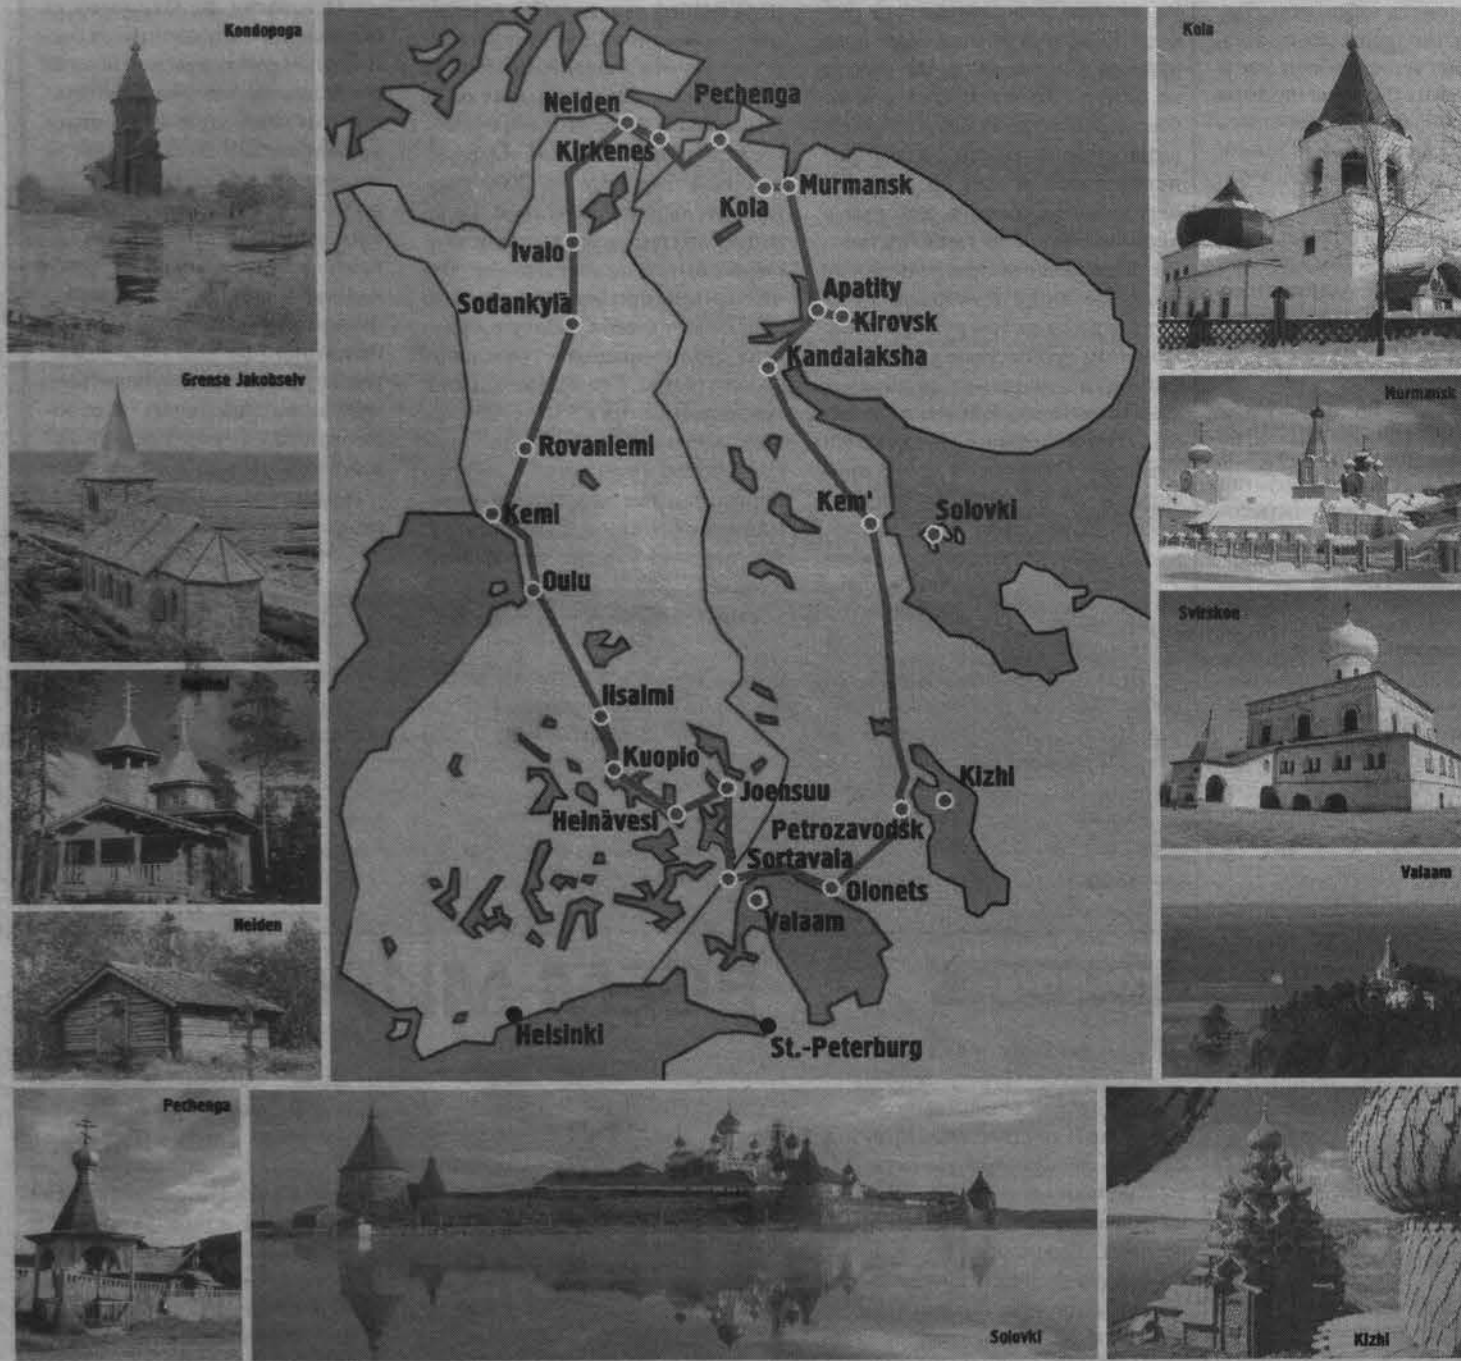 Kondopoga
Kola
Neiden
Pechenga
Kirkenes
Murmansk
Kola
Ivalo
Apatity
Sodankylä
Kirovsk
Kandalaksha
Grense Jakobselv
Murmansk
Rovaniemi
Kemi
Kem'
Solovki
Oulu
Svirskoe
Iisalmi
Kuopio
Kizhi
Joensuu
Heinävesi
Petrozavodsk
Sortavala
Olonets
Valaam
Valaam
Neiden
Helsinki
St.-Peterburg
Pechenga
Solovki
Kizhi